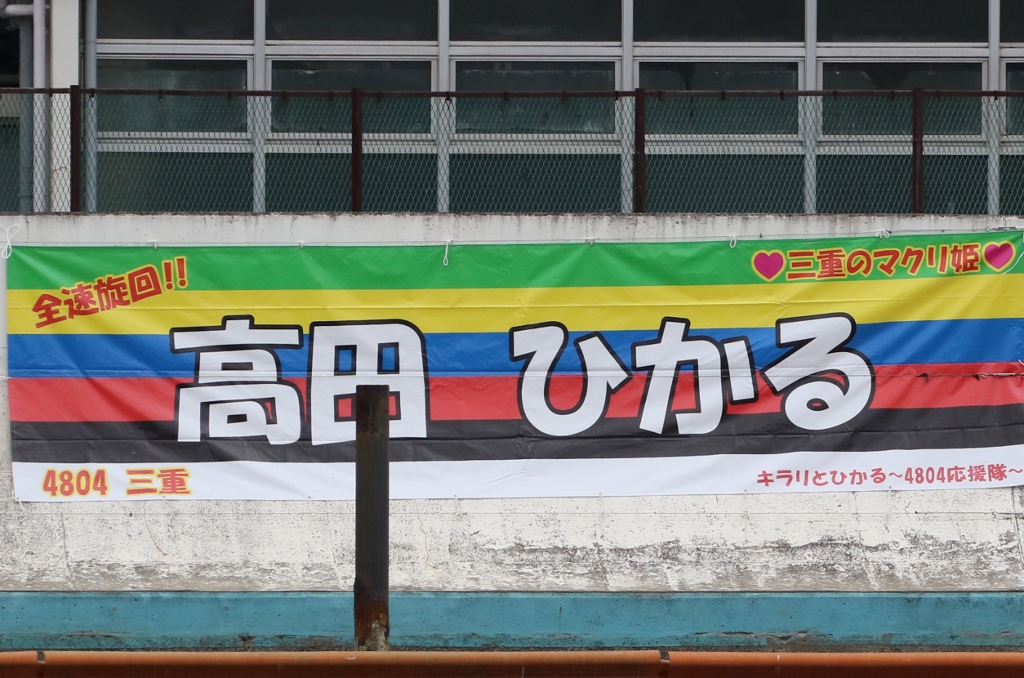 全速旋回!!
♥三重のマクリ姫♥
高田 ひかる
4804 三重
キラリとひかる～4804応援隊～